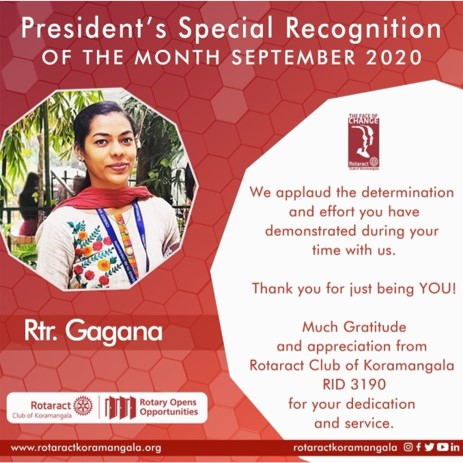 President's Special Recognition
OF THE MONTH SEPTEMBER 2020
THE FACE OF
CHANGE
Rotaract
Club of Koramangala
We applaud the determination
and effort you have
demonstrated during your
time with us.
Thank you for just being YOU!
Much Gratitude
and appreciation from
Rotaract Club of Koramangala
RID 3190
for your dedication
and service.
Rtr. Gagana
Rotaract
Club of Koramangala
Rotary Opens
Opportunities
www.rotaractkoramangala.org
rotaractkoramangala